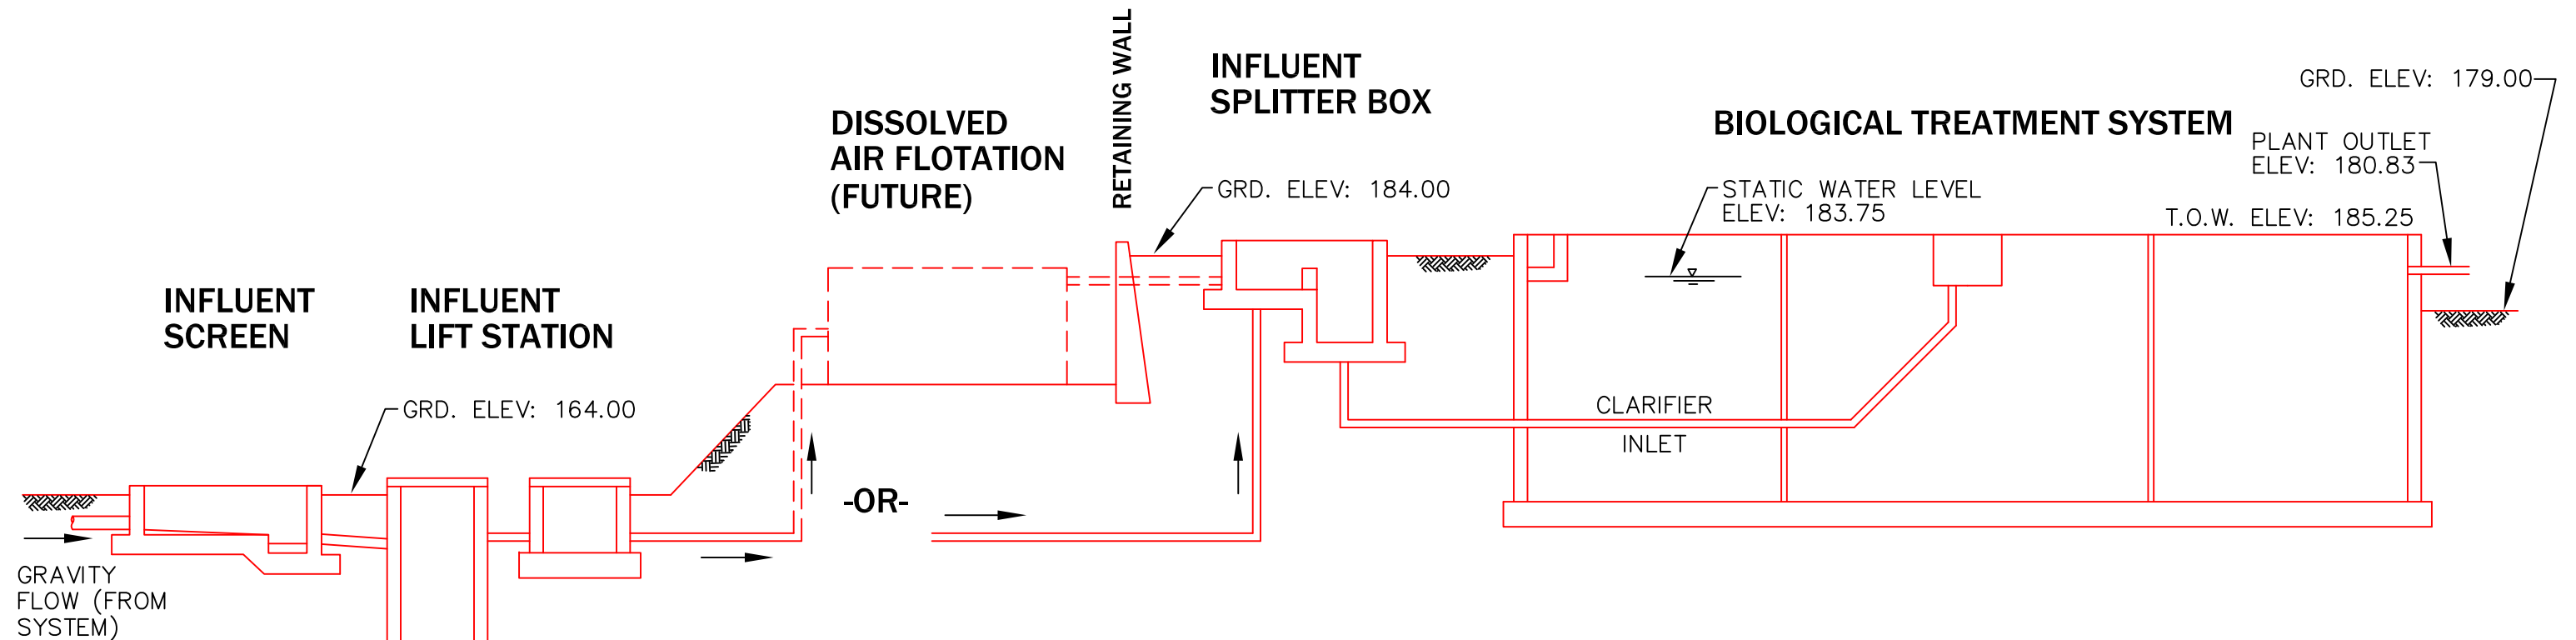 INFLUENT
SCREEN
INFLUENT
LIFT STATION
GRD. ELEV: 164.00
GRAVITY
FLOW (FROM
SYSTEM)
DISSOLVED
AIR FLOTATION
(FUTURE)
-OR-
RETAINING WALL
INFLUENT
SPLITTER BOX
GRD. ELEV: 184.00
BIOLOGICAL TREATMENT SYSTEM
STATIC WATER LEVEL
ELEV: 183.75
CLARIFIER
INLET
GRD. ELEV: 179.00
PLANT OUTLET
ELEV: 180.83
T.O.W. ELEV: 185.25